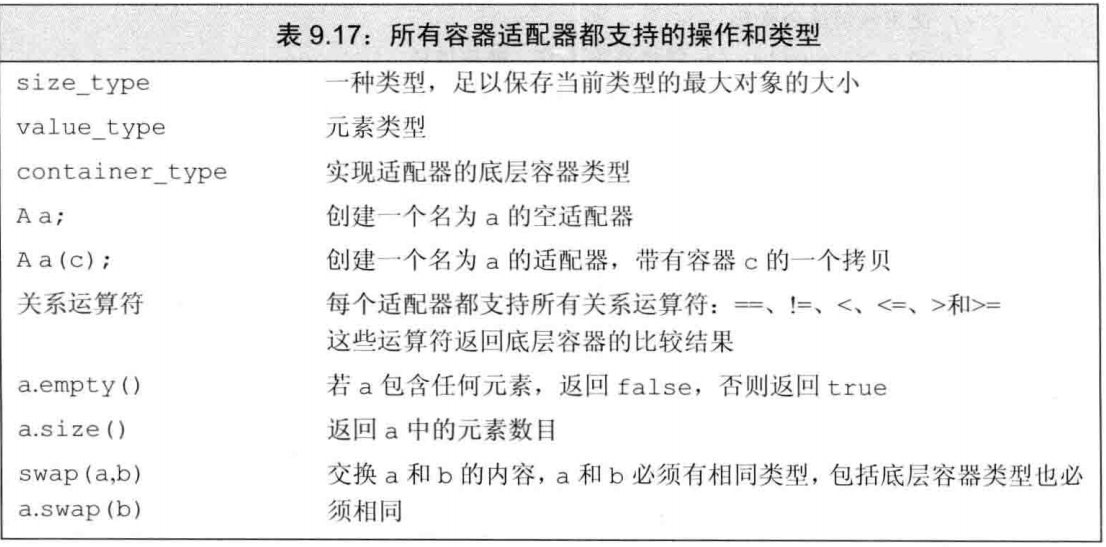 表 9.17：所有容器适配器都支持的操作和类型
size_type 一种类型，足以保存当前类型的最大对象的大小
value_type 元素类型
container_type 实现适配器的底层容器类型
A a; 创建一个名为 a 的空适配器
A a(c); 创建一个名为 a 的适配器，带有容器 c 的一个拷贝
关系运算符 每个适配器都支持所有关系运算符：==、!=、<、<=、>和>=
这些运算符返回底层容器的比较结果
a.empty() 若 a 包含任何元素，返回 false，否则返回 true
a.size() 返回 a 中的元素数目
swap(a,b) 交换 a 和 b 的内容，a 和 b 必须有相同类型，包括底层容器类型也必
a.swap(b) 须相同